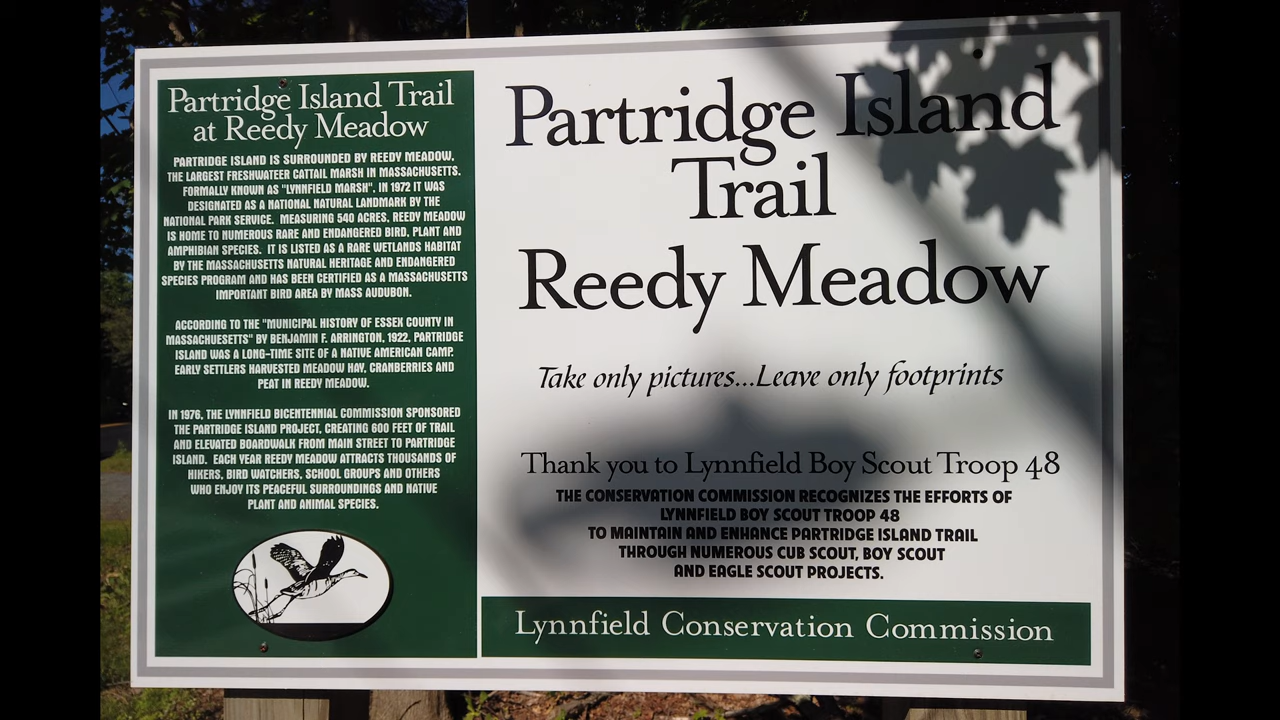 Partridge Island Trail
at Reedy Meadow
PARTRIDGE ISLAND IS SURROUNDED BY REEDY MEADOW,
THE LARGEST FRESHWATEER CATTAIL MARSH IN MASSACHUSETTS.
FORMALLY KNOWN AS "LYNNFIELD MARSH", IN 1972 IT WAS
DESIGNATED AS A NATIONAL NATURAL LANDMARK BY THE
NATIONAL PARK SERVICE. MEASURING 540 ACRES, REEDY MEADOW
IS HOME TO NUMEROUS RARE AND ENDANGERED BIRD, PLANT AND
AMPHIBIAN SPECIES. IT IS LISTED AS A RARE WETLANDS HABITAT
BY THE MASSACHUSETTS NATURAL HERITAGE AND ENDANGERED
SPECIES PROGRAM AND HAS BEEN CERTIFIED AS A MASSACHUSETTS
IMPORTANT BIRD AREA BY MASS AUDUBON.
ACCORDING TO THE "MUNICIPAL HISTORY OF ESSEX COUNTY IN
MASSACHUESETTS" BY BENJAMIN F. ARRINGTON, 1922, PARTRIDGE
ISLAND WAS A LONG-TIME SITE OF A NATIVE AMERICAN CAMP.
EARLY SETTLERS HARVESTED MEADOW HAY, CRANBERRIES AND
PEAT IN REEDY MEADOW.
IN 1976, THE LYNNFIELD BICENTENNIAL COMMISSION SPONSORED
THE PARTRIDGE ISLAND PROJECT, CREATING 600 FEET OF TRAIL
AND ELEVATED BOARDWALK FROM MAIN STREET TO PARTRIDGE
ISLAND. EACH YEAR REEDY MEADOW ATTRACTS THOUSANDS OF
HIKERS, BIRD WATCHERS, SCHOOL GROUPS AND OTHERS
WHO ENJOY ITS PEACEFUL SURROUNDINGS AND NATIVE
PLANT AND ANIMAL SPECIES.
Partridge Island
Trail
Reedy Meadow
Take only pictures...Leave only footprints
Thank you to Lynnfield Boy Scout Troop 48
THE CONSERVATION COMMISSION RECOGNIZES THE EFFORTS OF
LYNNFIELD BOY SCOUT TROOP 48
TO MAINTAIN AND ENHANCE PARTRIDGE ISLAND TRAIL
THROUGH NUMEROUS CUB SCOUT, BOY SCOUT
AND EAGLE SCOUT PROJECTS.
Lynnfield Conservation Commission